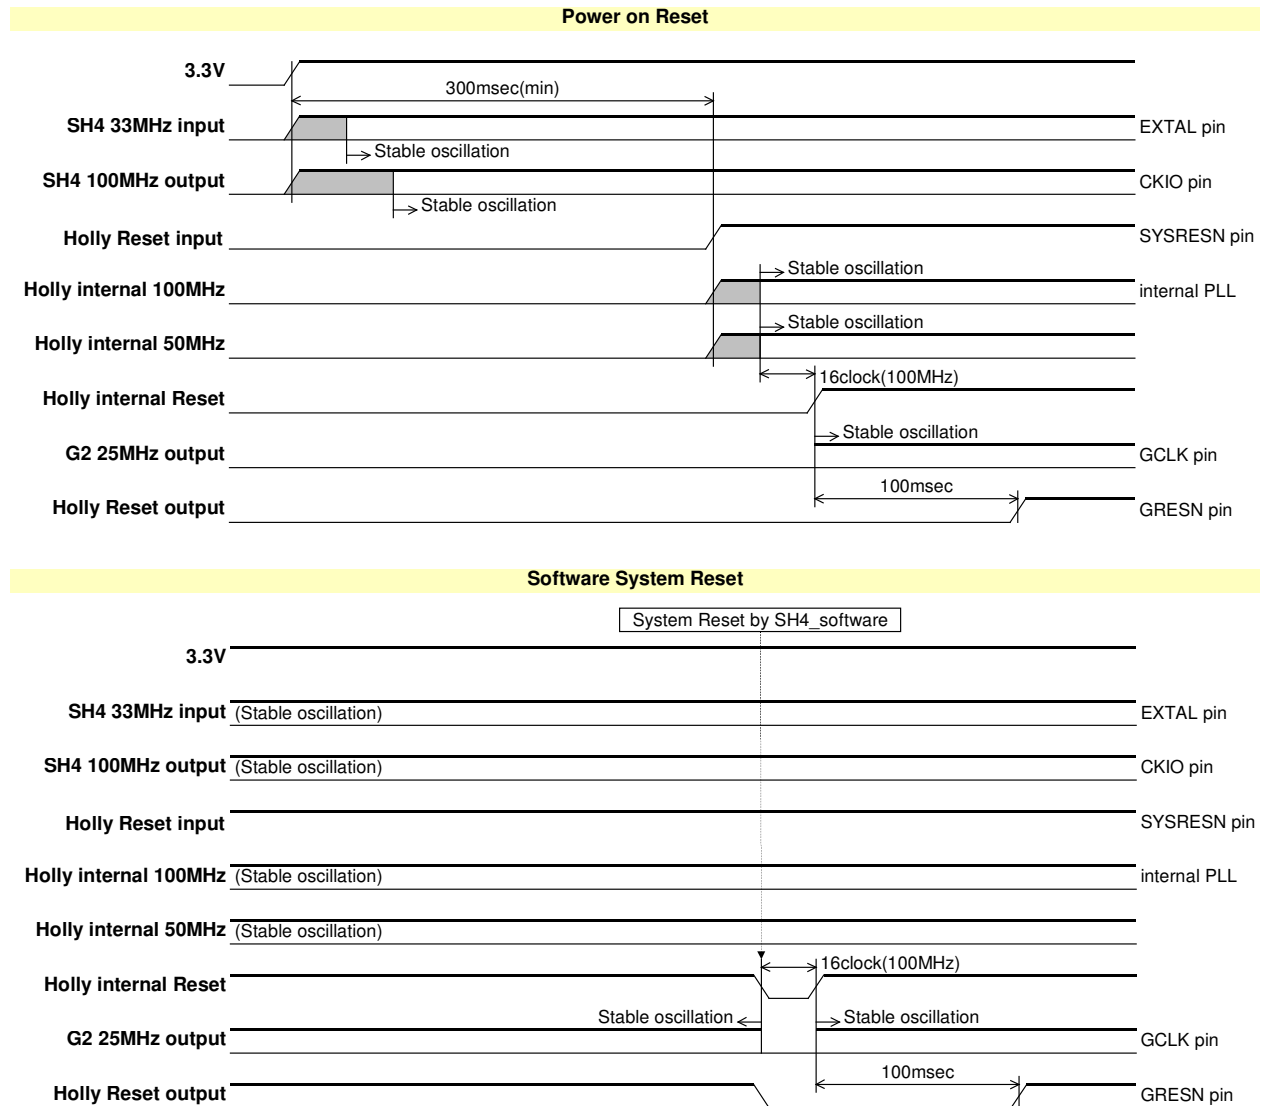 Power on Reset
3.3V
300msec(min)
SH4 33MHz input
EXTAL pin
Stable oscillation
SH4 100MHz output
CKIO pin
Stable oscillation
Holly Reset input
SYSRESN pin
Stable oscillation
Holly internal 100MHz
internal PLL
Stable oscillation
Holly internal 50MHz
16clock(100MHz)
Holly internal Reset
Stable oscillation
G2 25MHz output
GCLK pin
100msec
Holly Reset output
GRESN pin
Software System Reset
System Reset by SH4_software
3.3V
SH4 33MHz input (Stable oscillation)
EXTAL pin
SH4 100MHz output (Stable oscillation)
CKIO pin
Holly Reset input
SYSRESN pin
Holly internal 100MHz (Stable oscillation)
internal PLL
Holly internal 50MHz (Stable oscillation)
16clock(100MHz)
Holly internal Reset
Stable oscillation
Stable oscillation
G2 25MHz output
GCLK pin
100msec
Holly Reset output
GRESN pin